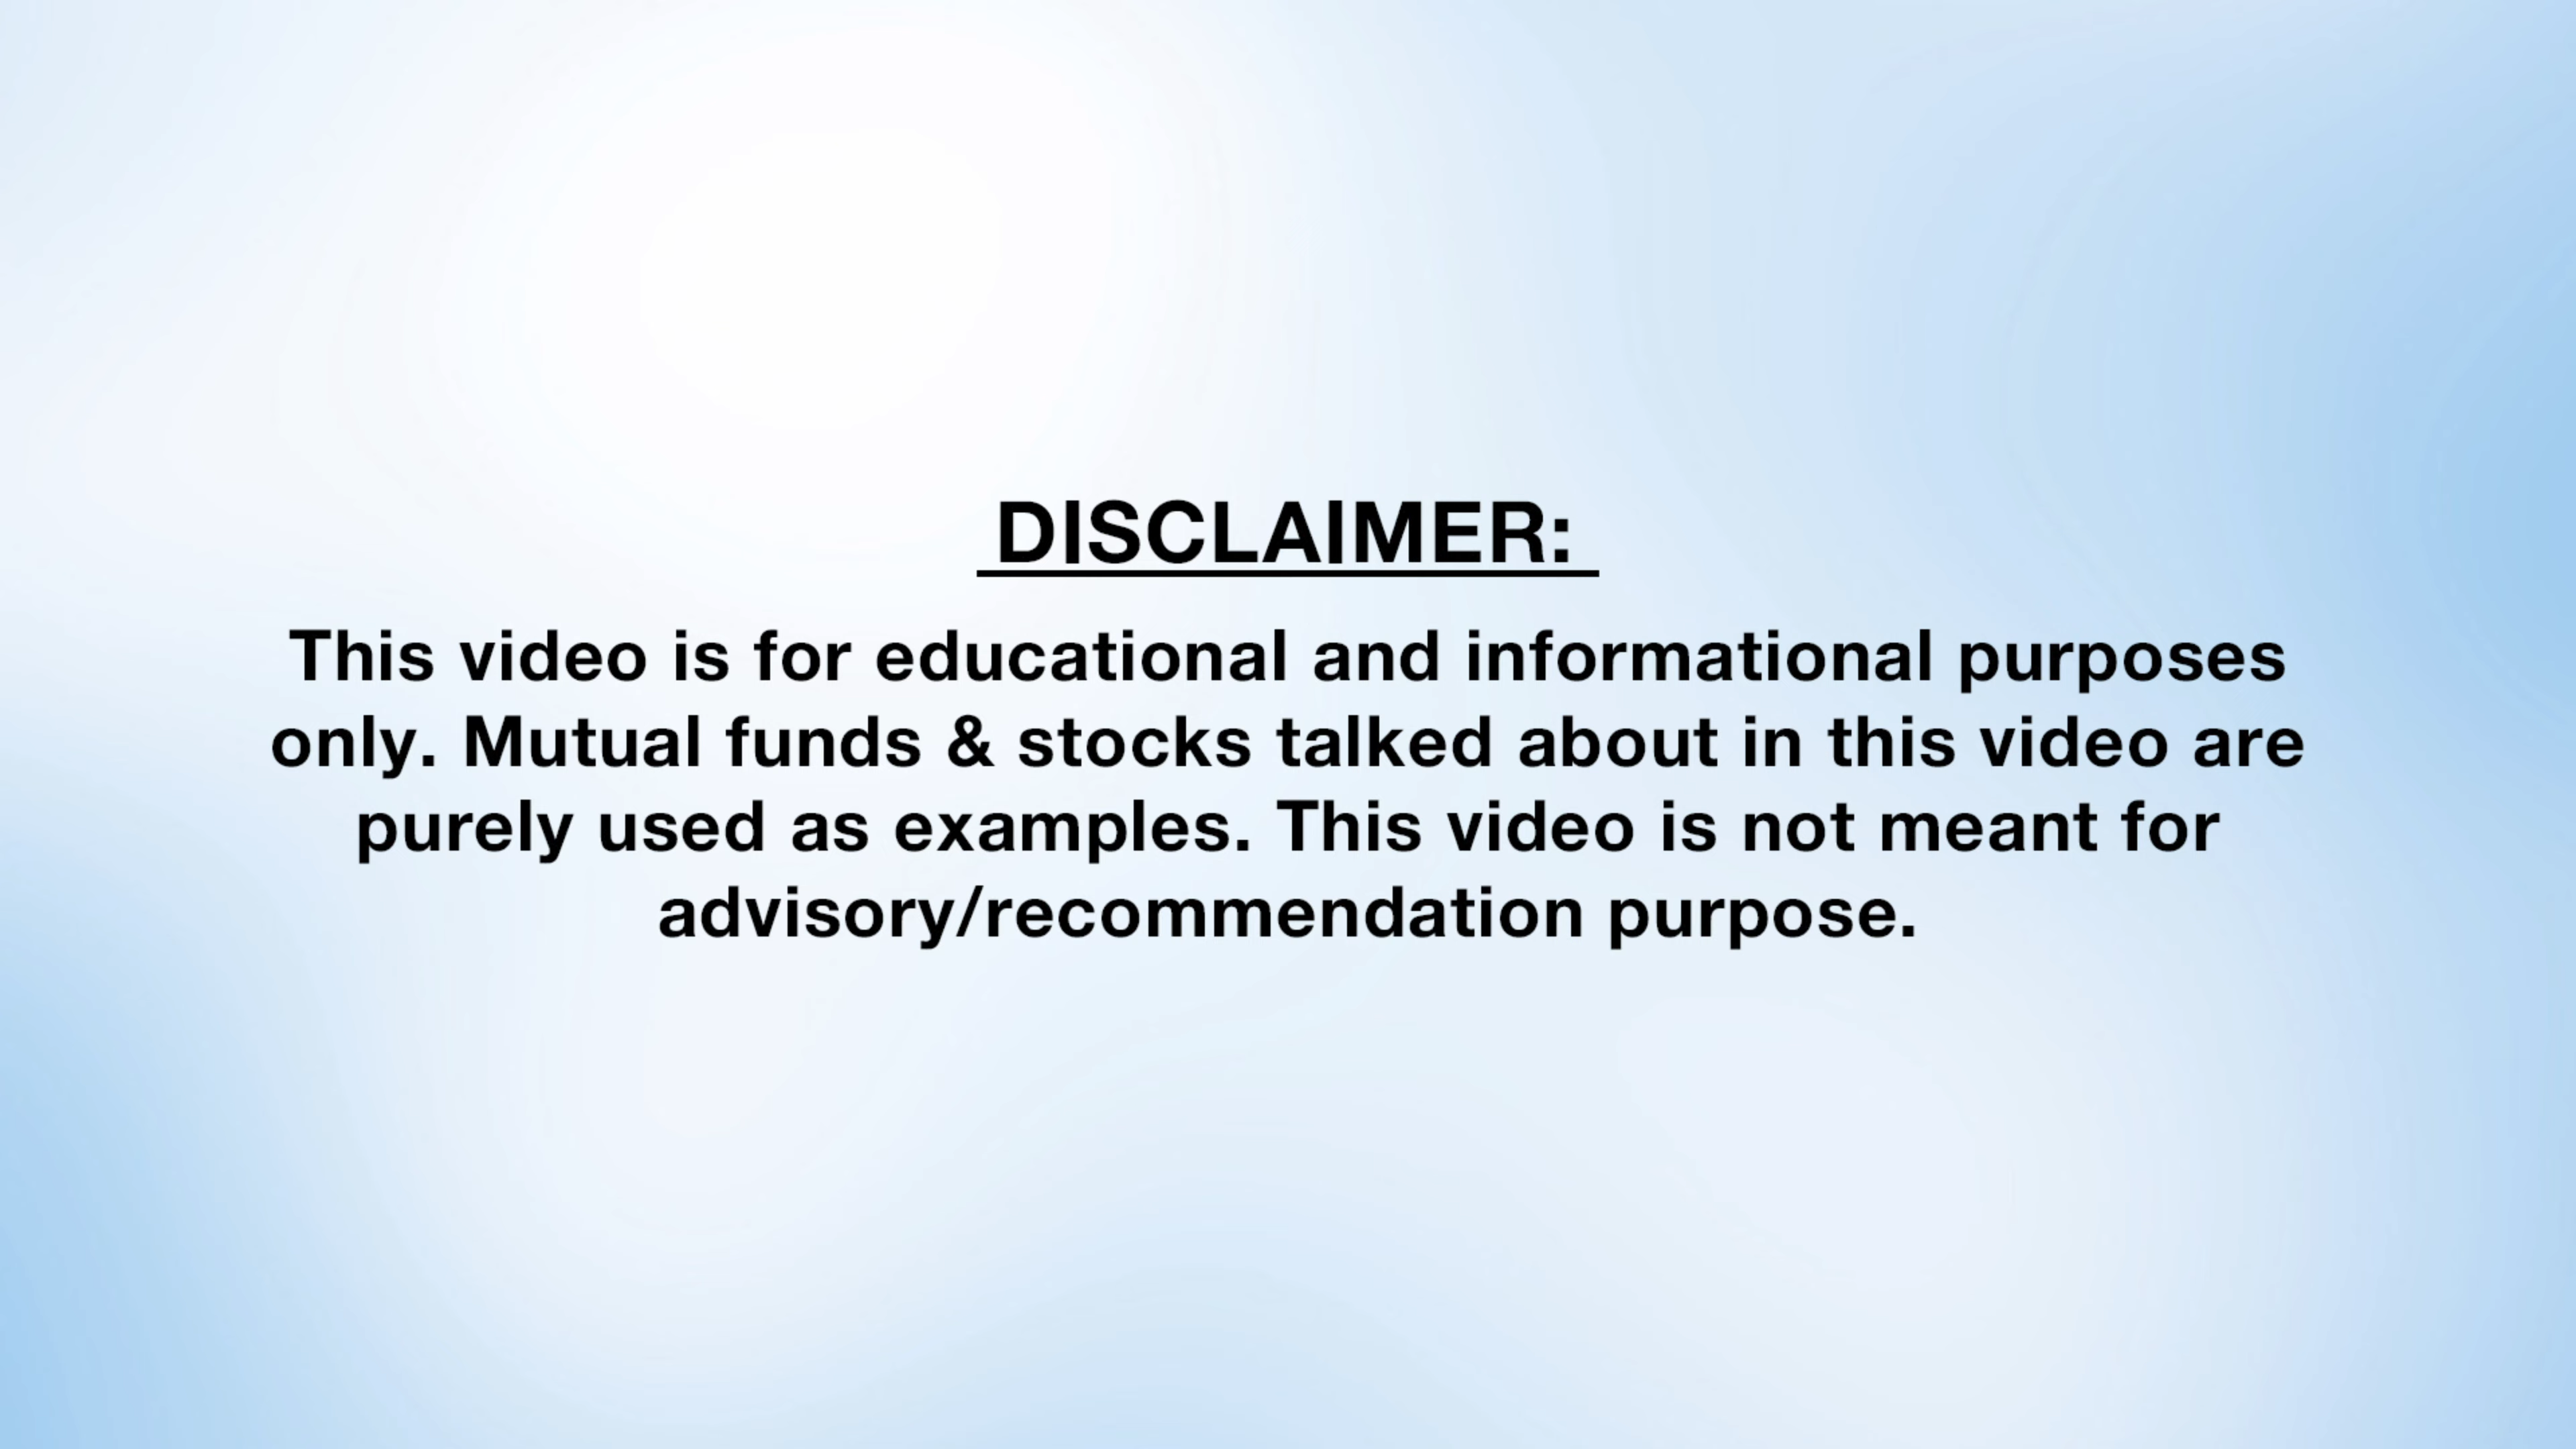 DISCLAIMER:
This video is for educational and informational purposes
only. Mutual funds & stocks talked about in this video are
purely used as examples. This video is not meant for
advisory/recommendation purpose.